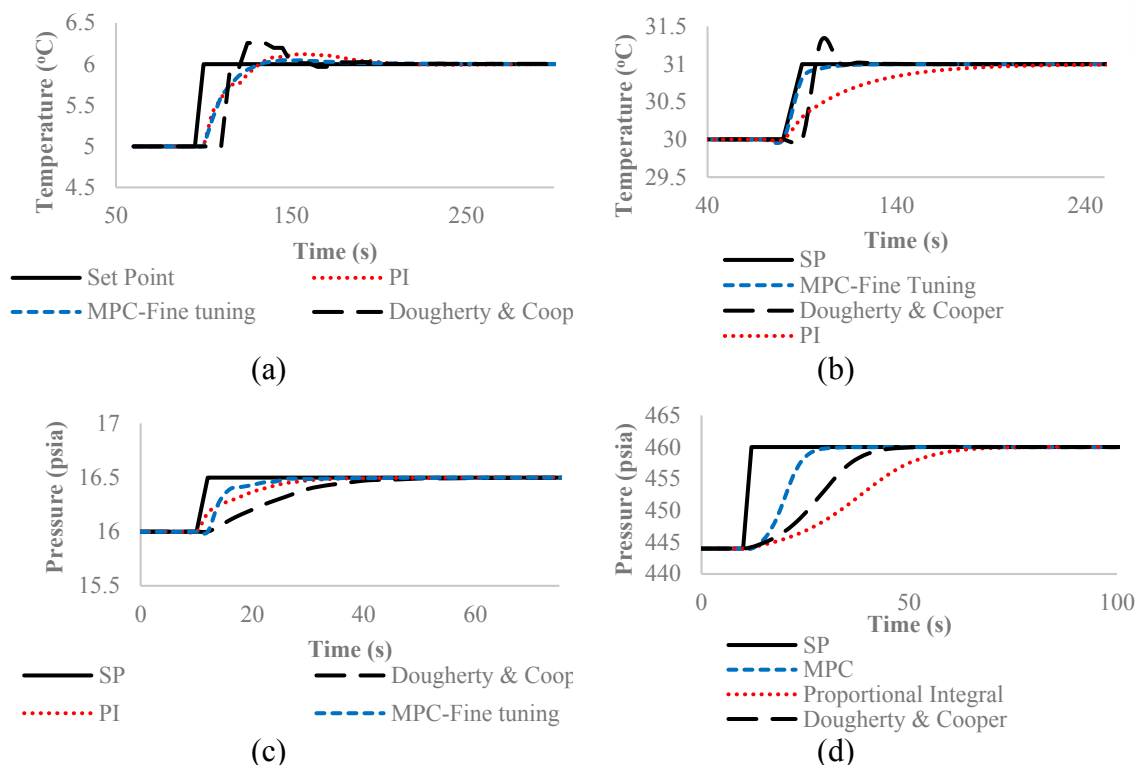 6.5
6
5.5
5
4.5
Temperature (ºC)
50
150
250
Time (s)
Set Point
PI
MPC-Fine tuning
Dougherty & Coop
(a)
31.5
31
30.5
30
29.5
Temperature (ºC)
40
140
240
Time (s)
SP
MPC-Fine Tuning
Dougherty & Cooper
PI
(b)
17
16.5
16
15.5
Pressure (psia)
0
20
40
60
Time (s)
SP
Dougherty & Coop
PI
MPC-Fine tuning
(c)
465
460
455
450
445
440
Pressure (psia)
0
50
100
Time (s)
SP
MPC
Proportional Integral
Dougherty & Cooper
(d)